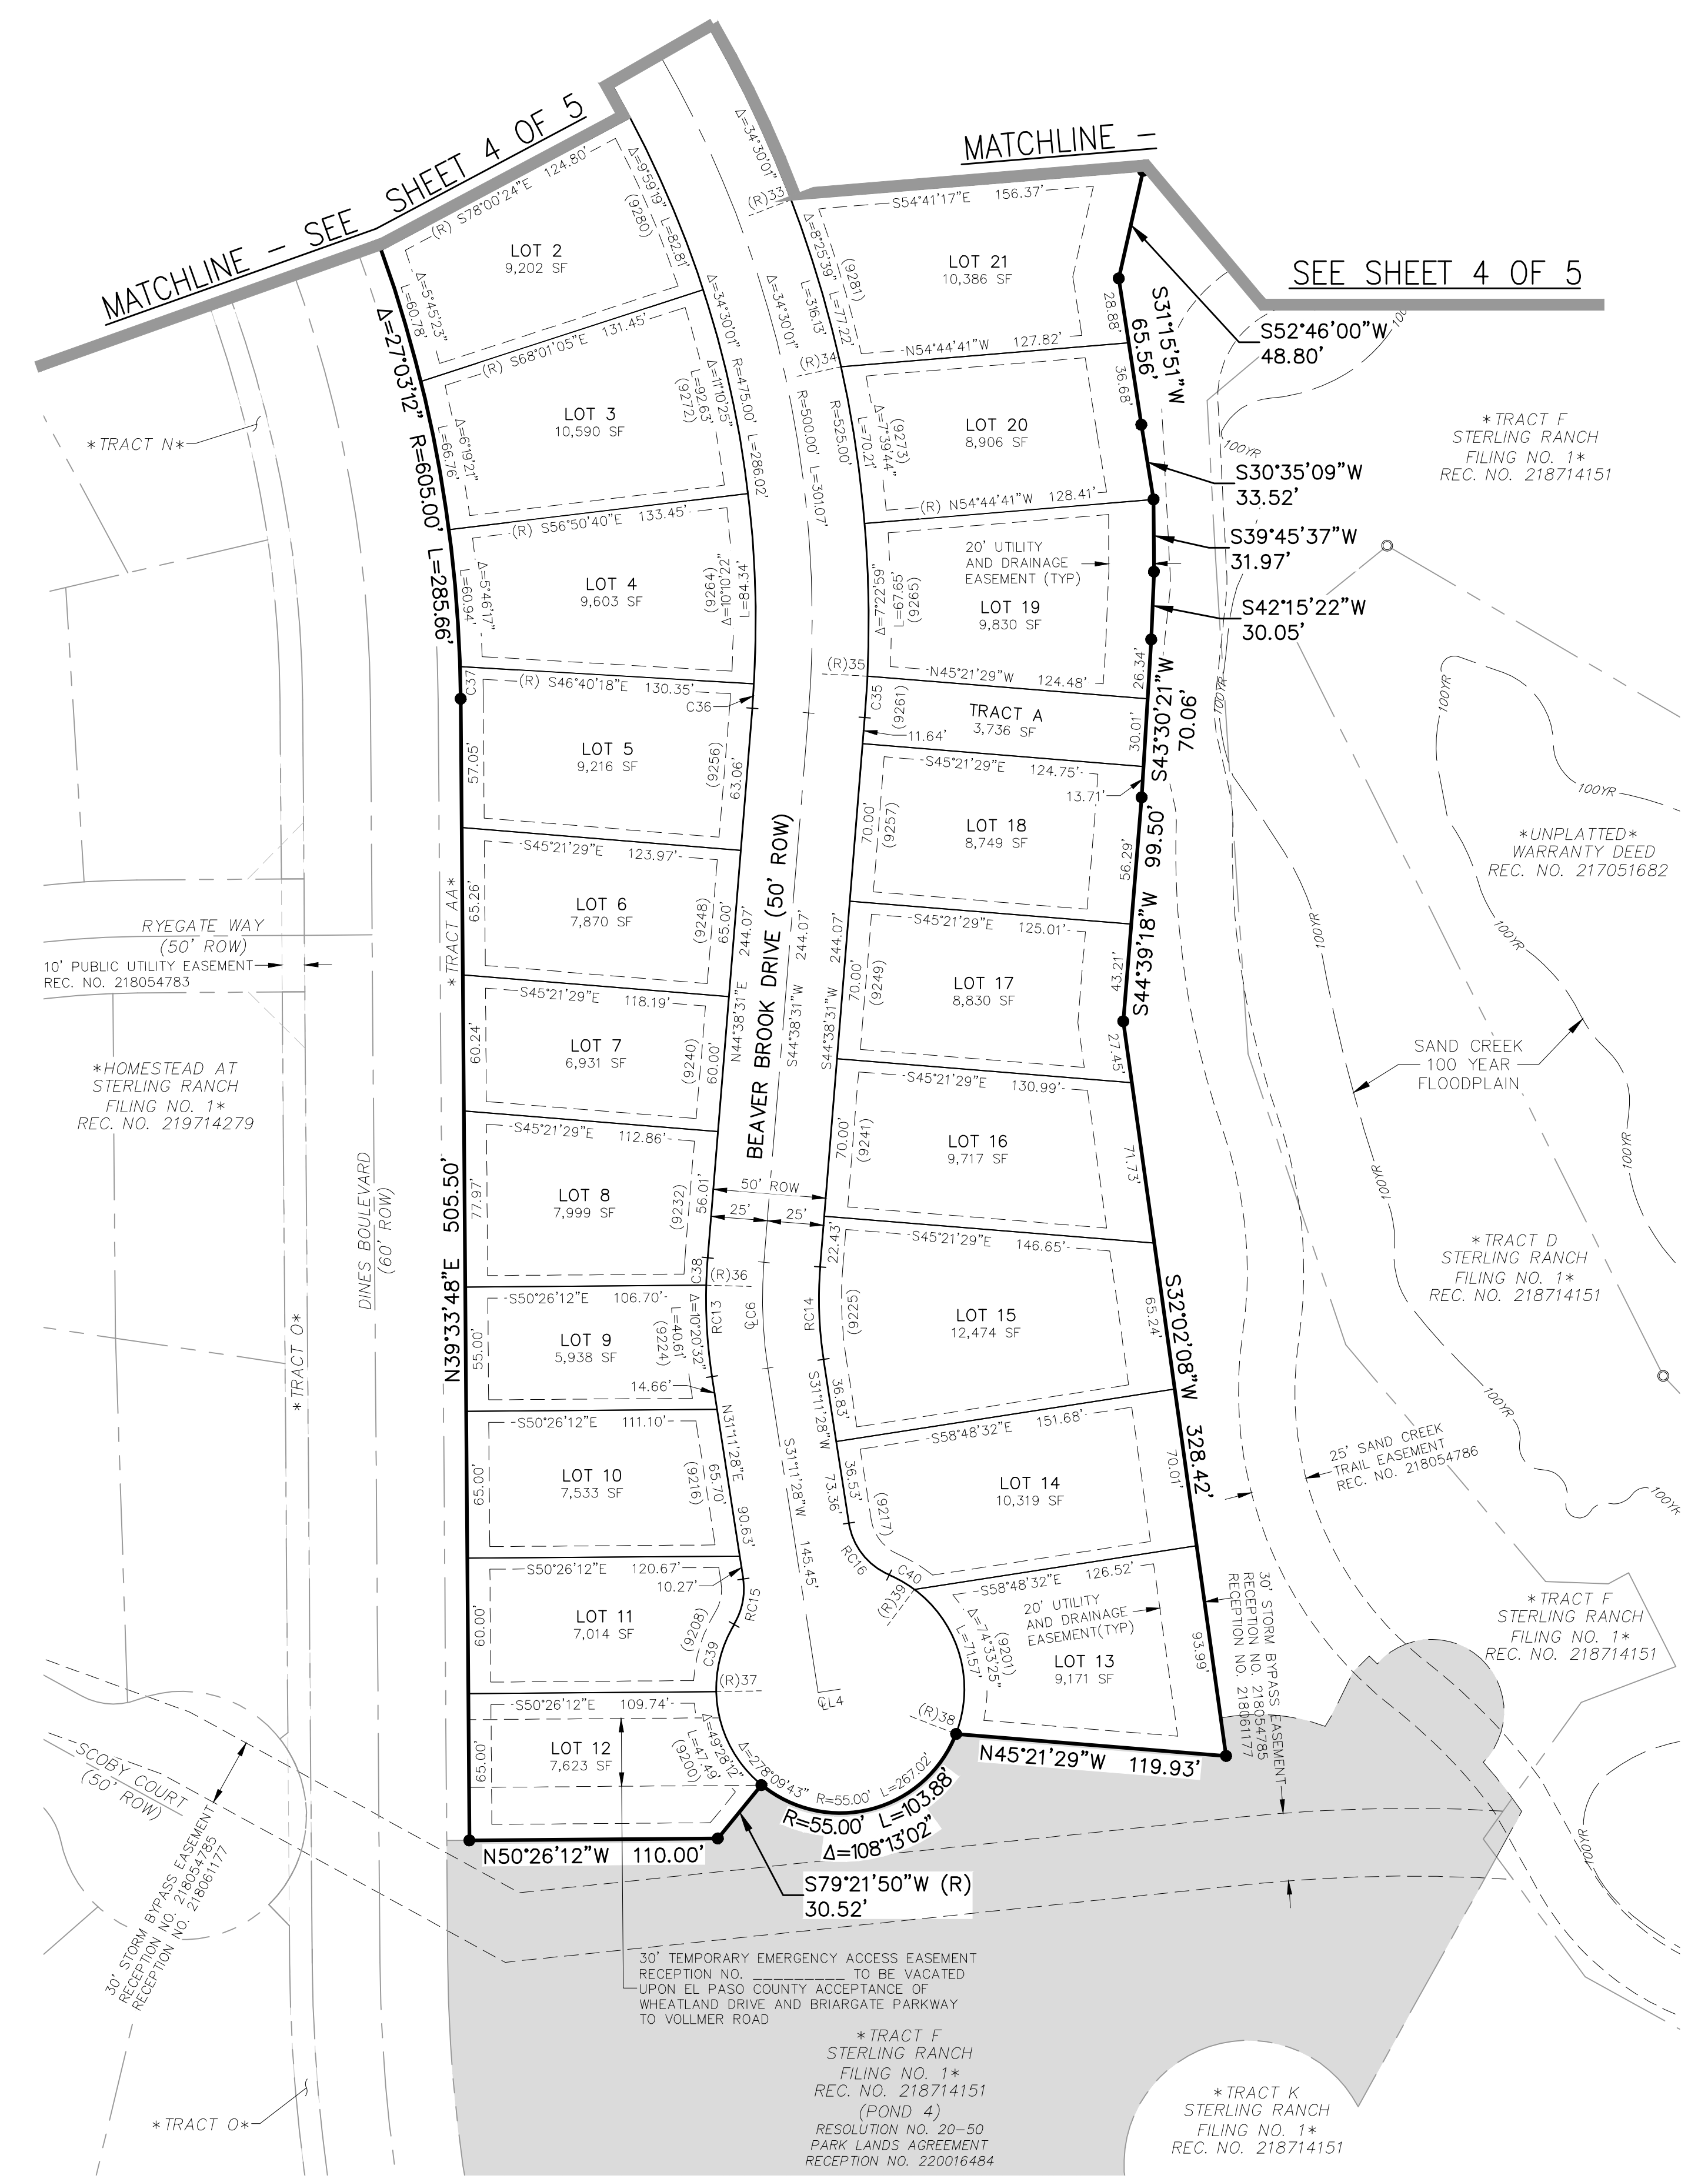 MATCHLINE - SEE SHEET 4 OF 5
MATCHLINE -
SEE SHEET 4 OF 5
Δ=34°30'01"
(R)33
(R) S78°00'24"E 124.80'
Δ=9°59'19" L=82.81'
(9280)
LOT 2
9,202 SF
Δ=5°45'23"
L=60.78'
(R) S68°01'05"E 131.45'
Δ=27°03'12" R=605.00' L=285.66'
LOT 3
10,590 SF
Δ=11°10'25"
L=92.63'
(9272)
Δ=6°19'21"
L=66.76'
Δ=34°30'01" R=475.00' L=286.02'
(R) S56°50'40"E 133.45'
LOT 4
9,603 SF
(9264)
Δ=10°10'22"
L=84.34'
Δ=5°46'17"
L=60.94'
C37
(R) S46°40'18"E 130.35'
C36
LOT 5
9,216 SF
57.05'
(9256)
63.06'
S45°21'29"E 123.97'
LOT 6
7,870 SF
65.26'
(9248)
65.00'
S45°21'29"E 118.19'
LOT 7
6,931 SF
60.24'
(9240)
60.00'
S45°21'29"E 112.86'
LOT 8
7,999 SF
77.97'
(9232)
56.01'
C38
(R)36
S50°26'12"E 106.70'
LOT 9
5,938 SF
55.00'
Δ=10°20'32"
L=40.61'
(9224)
14.66'
RC13
S50°26'12"E 111.10'
LOT 10
7,533 SF
65.00'
(9216)
65.70'
N31°11'28"E 90.63'
S50°26'12"E 120.67'
10.27'
RC15
LOT 11
7,014 SF
60.00'
(9208)
C39
(R)37
S50°26'12"E 109.74'
LOT 12
7,623 SF
65.00'
Δ=49°28'12"
L=47.49'
(9200)
N39°33'48"E 505.50'
N50°26'12"W 110.00'
S79°21'50"W (R)
30.52'
Δ=278°09'43" R=55.00' L=267.02'
R=55.00' L=103.88'
Δ=108°13'02"
N45°21'29"W 119.93'
Δ=34°30'01"
R=500.00' L=301.07'
L=316.13'
R=525.00'
BEAVER BROOK DRIVE (50' ROW)
N44°38'31"E 244.07'
S44°38'31"W 244.07'
S44°38'31"W 244.07'
50' ROW
25'
25'
℄C6
S31°11'28"W 145.45'
℄L4
S54°41'17"E 156.37'
LOT 21
10,386 SF
Δ=8°25'39" L=77.22'
(9281)
28.88'
(R)34
N54°44'41"W 127.82'
LOT 20
8,906 SF
Δ=7°39'44"
L=70.21'
(9273)
36.68'
(R) N54°44'41"W 128.41'
20' UTILITY
AND DRAINAGE
EASEMENT (TYP)
LOT 19
9,830 SF
Δ=7°22'59"
L=67.65'
(9265)
26.34'
(R)35
N45°21'29"W 124.48'
C35
(9261)
TRACT A
3,736 SF
30.01'
11.64'
S45°21'29"E 124.75'
13.71'
LOT 18
8,749 SF
70.00'
(9257)
56.29'
S45°21'29"E 125.01'
LOT 17
8,830 SF
70.00'
(9249)
43.21'
27.45'
S45°21'29"E 130.99'
LOT 16
9,717 SF
70.00'
(9241)
71.73'
S45°21'29"E 146.65'
22.43'
RC14
(9225)
LOT 15
12,474 SF
65.24'
36.83'
S31°11'28"W 73.36'
S58°48'32"E 151.68'
LOT 14
10,319 SF
36.53'
(9217)
70.01'
RC16
C40
(R)39
S58°48'32"E 126.52'
20' UTILITY
AND DRAINAGE
EASEMENT(TYP)
LOT 13
9,171 SF
Δ=74°33'25"
L=71.57'
(9201)
93.99'
(R)38
S52°46'00"W
48.80'
S31°15'51"W
65.56'
S30°35'09"W
33.52'
S39°45'37"W
31.97'
S42°15'22"W
30.05'
S43°30'21"W
70.06'
S44°39'18"W 99.50'
S32°02'08"W 328.42'
*TRACT N*
RYEGATE WAY
(50' ROW)
10' PUBLIC UTILITY EASEMENT
REC. NO. 218054783
*TRACT AA*
*HOMESTEAD AT
STERLING RANCH
FILING NO. 1*
REC. NO. 219714279
DINES BOULEVARD
(60' ROW)
*TRACT O*
SCOBY COURT
(50' ROW)
30' STORM BYPASS EASEMENT
RECEPTION NO. 218054785
RECEPTION NO. 218061177
*TRACT O*
30' TEMPORARY EMERGENCY ACCESS EASEMENT
RECEPTION NO. __________ TO BE VACATED
UPON EL PASO COUNTY ACCEPTANCE OF
WHEATLAND DRIVE AND BRIARGATE PARKWAY
TO VOLLMER ROAD
*TRACT F
STERLING RANCH
FILING NO. 1*
REC. NO. 218714151
(POND 4)
RESOLUTION NO. 20-50
PARK LANDS AGREEMENT
RECEPTION NO. 220016484
*TRACT K
STERLING RANCH
FILING NO. 1*
REC. NO. 218714151
30' STORM BYPASS EASEMENT
RECEPTION NO. 218054785
RECEPTION NO. 218061177
25' SAND CREEK
TRAIL EASEMENT
REC. NO. 218054786
*TRACT F
STERLING RANCH
FILING NO. 1*
REC. NO. 218714151
*TRACT D
STERLING RANCH
FILING NO. 1*
REC. NO. 218714151
SAND CREEK
100 YEAR
FLOODPLAIN
*UNPLATTED*
WARRANTY DEED
REC. NO. 217051682
*TRACT F
STERLING RANCH
FILING NO. 1*
REC. NO. 218714151
100YR
100YR
100YR
100YR
100YR
100YR
100YR
100YR
100YR
100YR
100YR
100YR
100YR